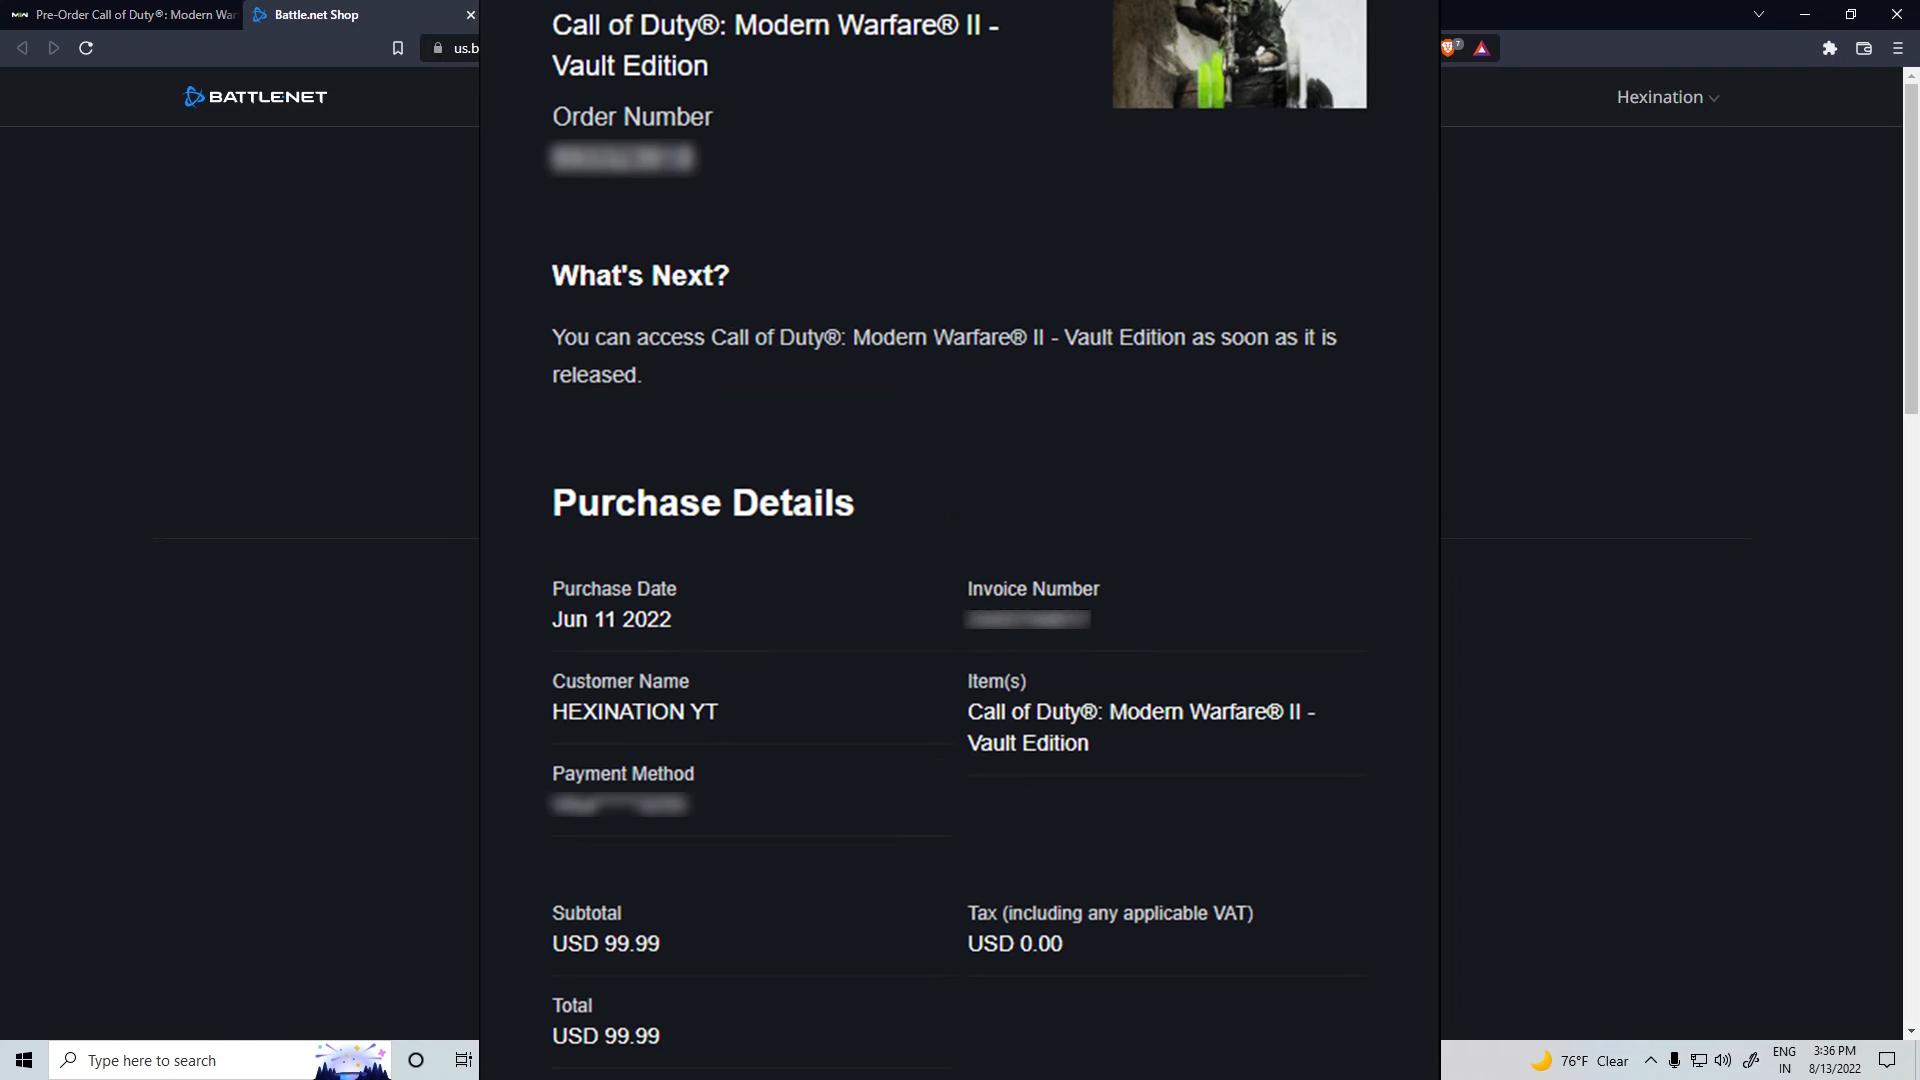 Pre-Order Call of Duty®: Modern War
Battle.net Shop
us.b
7
BATTLE.NET
Hexination
Call of Duty®: Modern Warfare® II -
Vault Edition
Order Number
What's Next?
You can access Call of Duty®: Modern Warfare® II - Vault Edition as soon as it is
released.
Purchase Details
Purchase Date
Jun 11 2022
Invoice Number
Customer Name
HEXINATION YT
Item(s)
Call of Duty®: Modern Warfare® II -
Vault Edition
Payment Method
Subtotal
USD 99.99
Tax (including any applicable VAT)
USD 0.00
Total
USD 99.99
Type here to search
76°F Clear
ENG
IN
3:36 PM
8/13/2022